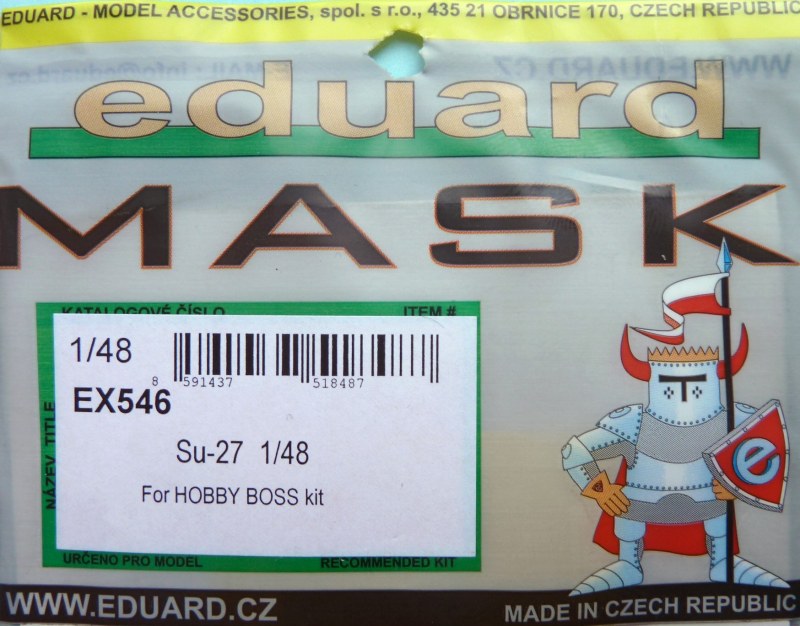 EDUARD - MODEL ACCESSORIES, spol. s r.o., 435 21 OBRNICE 170, CZECH REPUBLIC
eduard
MASK
KATALOGOVÉ ČÍSLO ITEM #
1/48
8 591437 518487
EX546
Su-27 1/48
For HOBBY BOSS kit
NÁZEV TITLE
e
URČENO PRO MODEL RECOMMENDED KIT
WWW.EDUARD.CZ MADE IN CZECH REPUBLIC